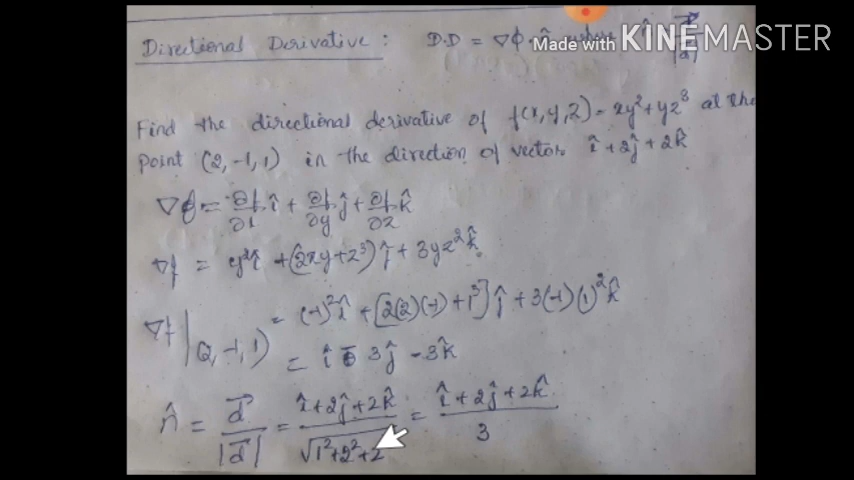 Directional Derivative : D.D = ∇φ · n̂
Made with KINEMASTER
Find the directional derivative of f(x,y,z) = xy² + yz³ at the
point (2,-1,1) in the direction of vector î + 2ĵ + 2k̂
∇φ = ∂f/∂x î + ∂f/∂y ĵ + ∂f/∂z k̂
∇f = y²î + (2xy+z³)ĵ + 3yz²k̂
∇f|(2,-1,1) = (-1)²î + [2(2)(-1)+1³]ĵ + 3(-1)(1)²k̂
= î - 3ĵ - 3k̂
n̂ = d⃗/|d⃗| = (î+2ĵ+2k̂)/√1²+2²+2 = (î+2ĵ+2k̂)/3